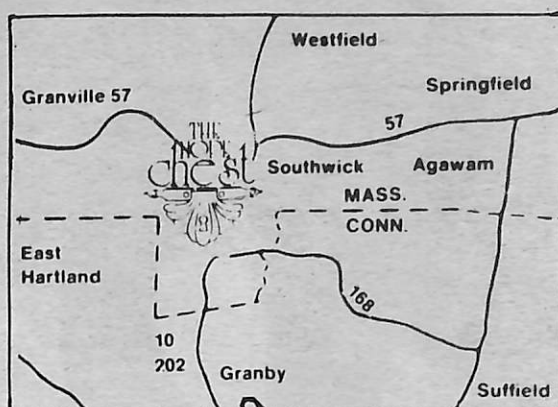 Westfield
Springfield
Granville 57
57
THE
HOPE
chest
Southwick
Agawam
MASS.
CONN.
East
Hartland
168
10
202
Granby
Suffield